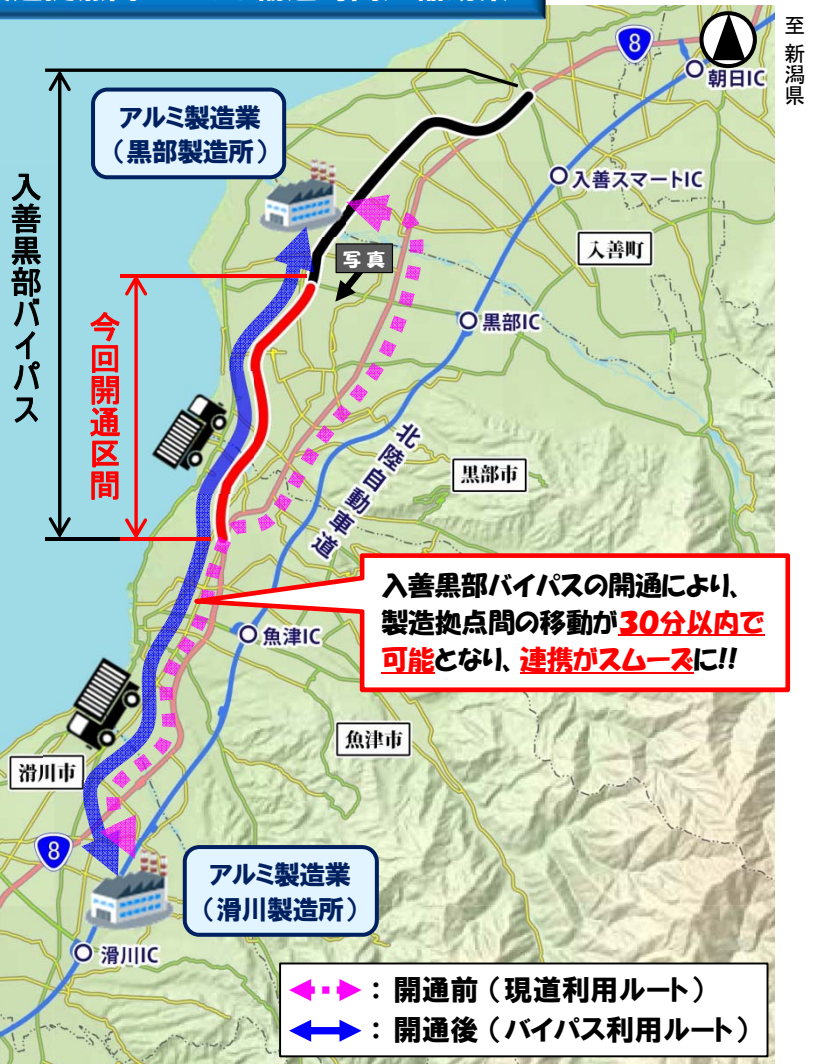 8
朝日IC
至 新潟県
アルミ製造業
（黒部製造所）
入善スマートIC
入善黒部バイパス
入善町
写真
今回開通区間
黒部IC
北陸自動車道
黒部市
入善黒部バイパスの開通により、
製造拠点間の移動が30分以内で
可能となり、連携がスムーズに!!
魚津IC
魚津市
滑川市
8
アルミ製造業
（滑川製造所）
滑川IC
：開通前（現道利用ルート）
：開通後（バイパス利用ルート）